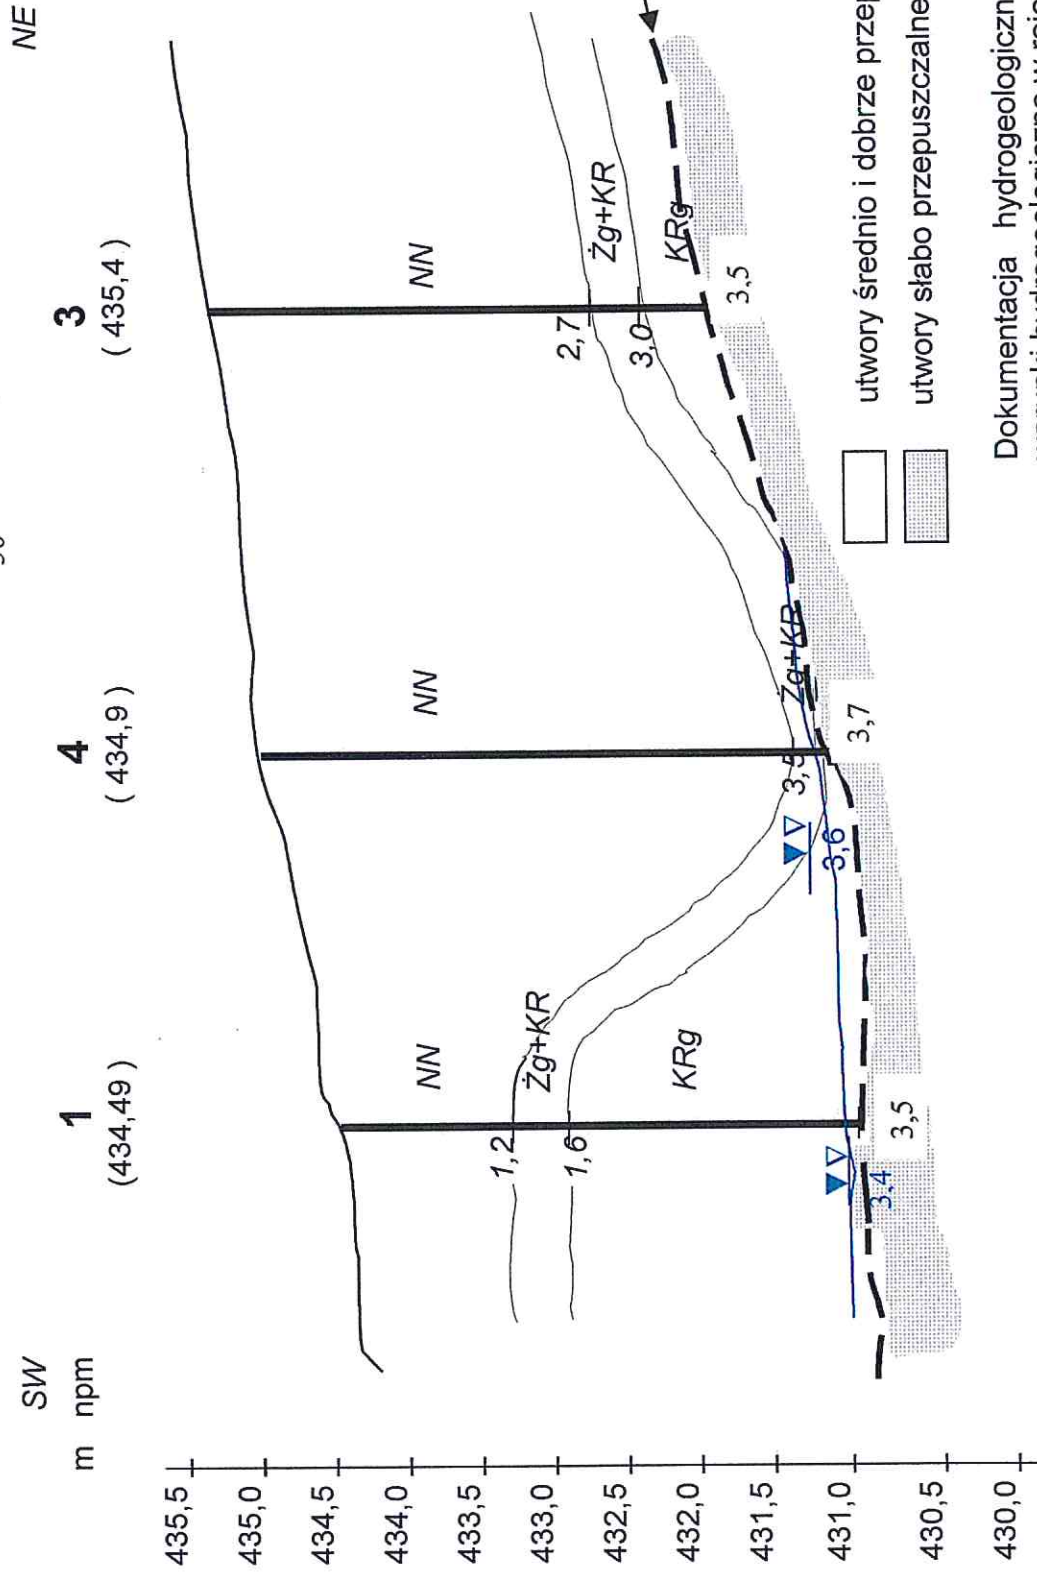 SW
NE
m npm
1
(434,49 )
4
( 434,9 )
3
( 435,4 )
435,5
435,0
434,5
434,0
433,5
433,0
432,5
432,0
431,5
431,0
430,5
430,0
NN
NN
NN
1,2
Żg+KR
1,6
KRg
3,4
3,5
3,6
Żg+KR
3,7
2,7
Żg+KR
3,0
KRg
3,5
utwory średnio i dobrze
utwory słabo przepuszczalne
Dokumentacja hydrogeologiczn